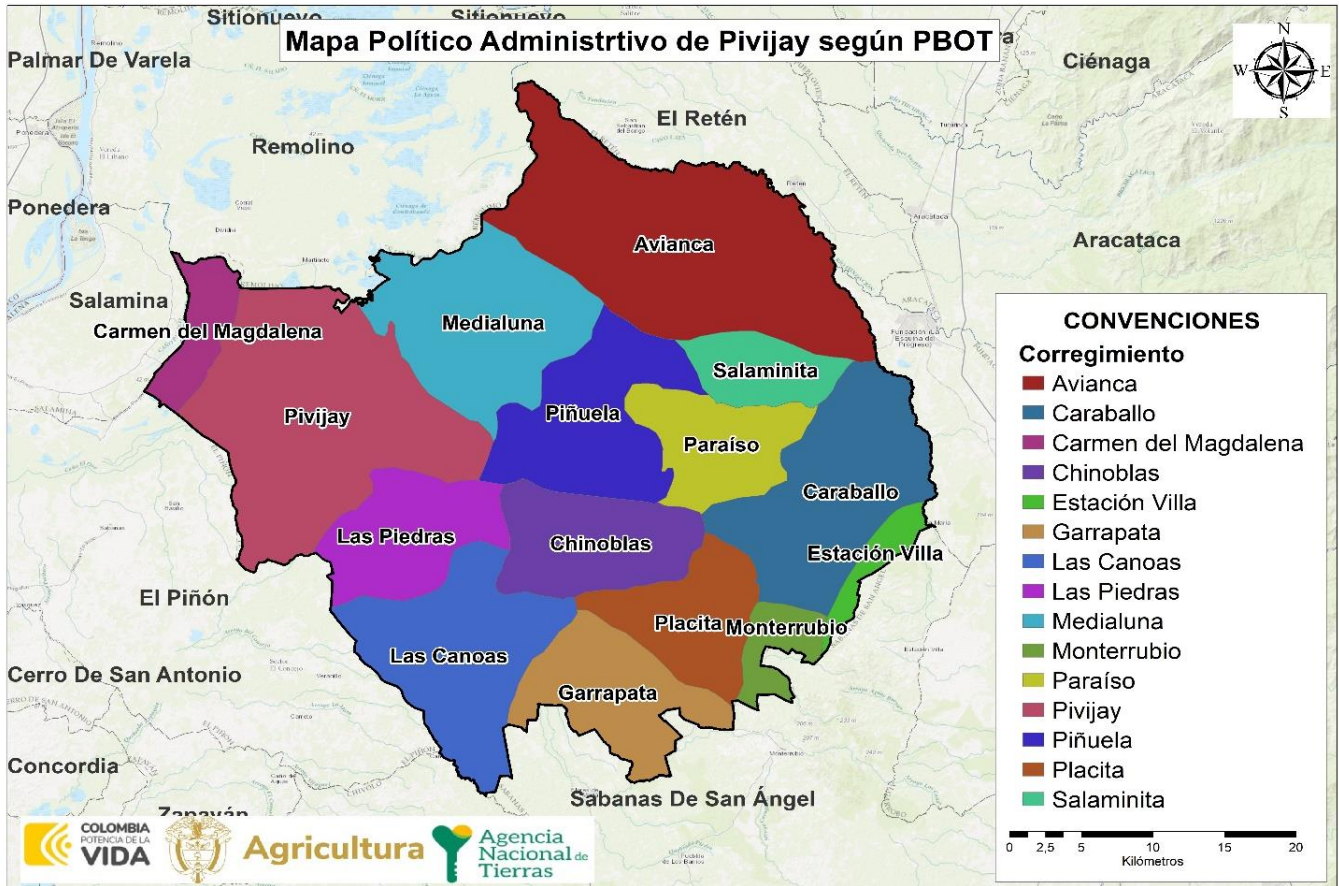 Sitionuevo
Sitionuevo
Mapa Político Administrtivo de Pivijay según PBOT
Palmar De Varela
Ciénaga
El Retén
Remolino
Ponedera
Aracataca
Salamina
Avianca
Carmen del Magdalena
Medialuna
Salaminita
Pivijay
Piñuela
Paraíso
Caraballo
Las Piedras
Chinoblas
Estación Villa
El Piñón
Placita
Monterrubio
Las Canoas
Cerro De San Antonio
Garrapata
Concordia
Sabanas De San Ángel
Zapayán
N
W
E
S
CONVENCIONES
Corregimiento
Avianca
Caraballo
Carmen del Magdalena
Chinoblas
Estación Villa
Garrapata
Las Canoas
Las Piedras
Medialuna
Monterrubio
Paraíso
Pivijay
Piñuela
Placita
Salaminita
0 2,5 5 10 15 20
Kilómetros
COLOMBIA
POTENCIA DE LA
VIDA
Agricultura
Agencia
Nacional de
Tierras